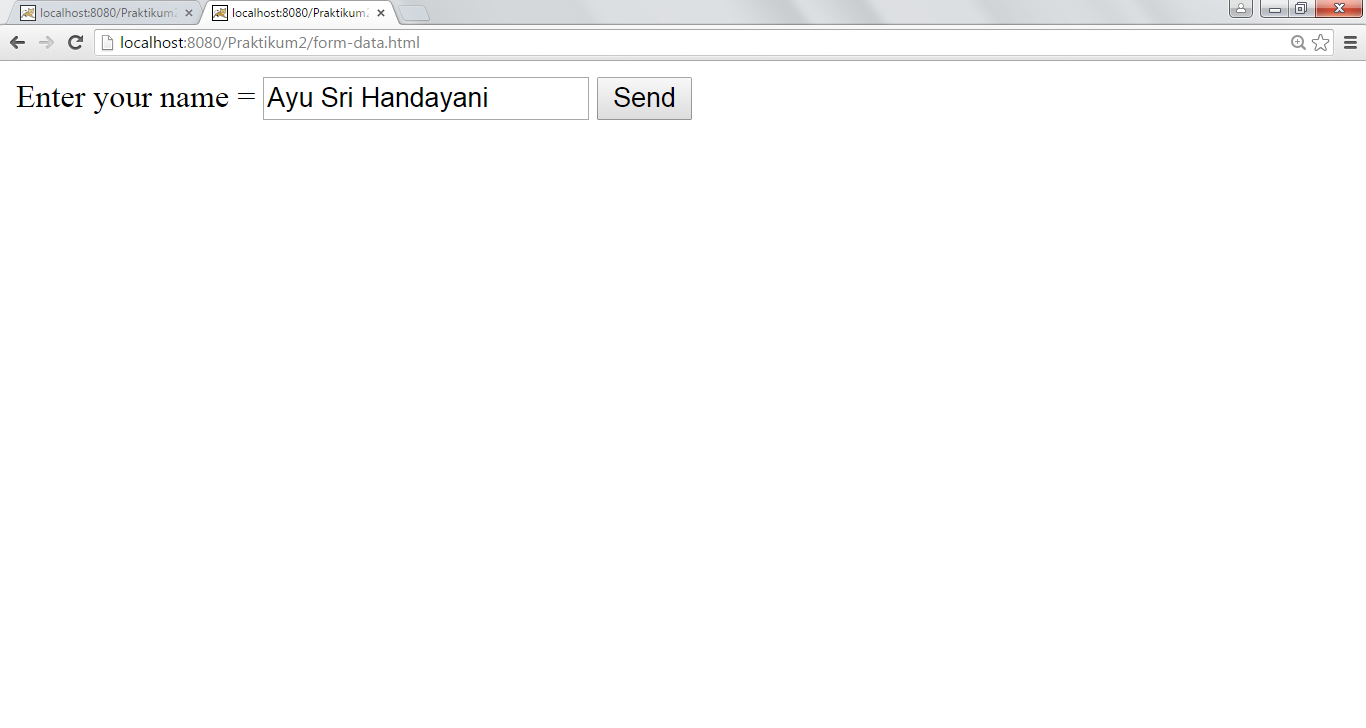 localhost:8080/Praktikum2 localhost:8080/Praktikum2
localhost:8080/Praktikum2/form-data.html
Enter your name = Ayu Sri Handayani Send